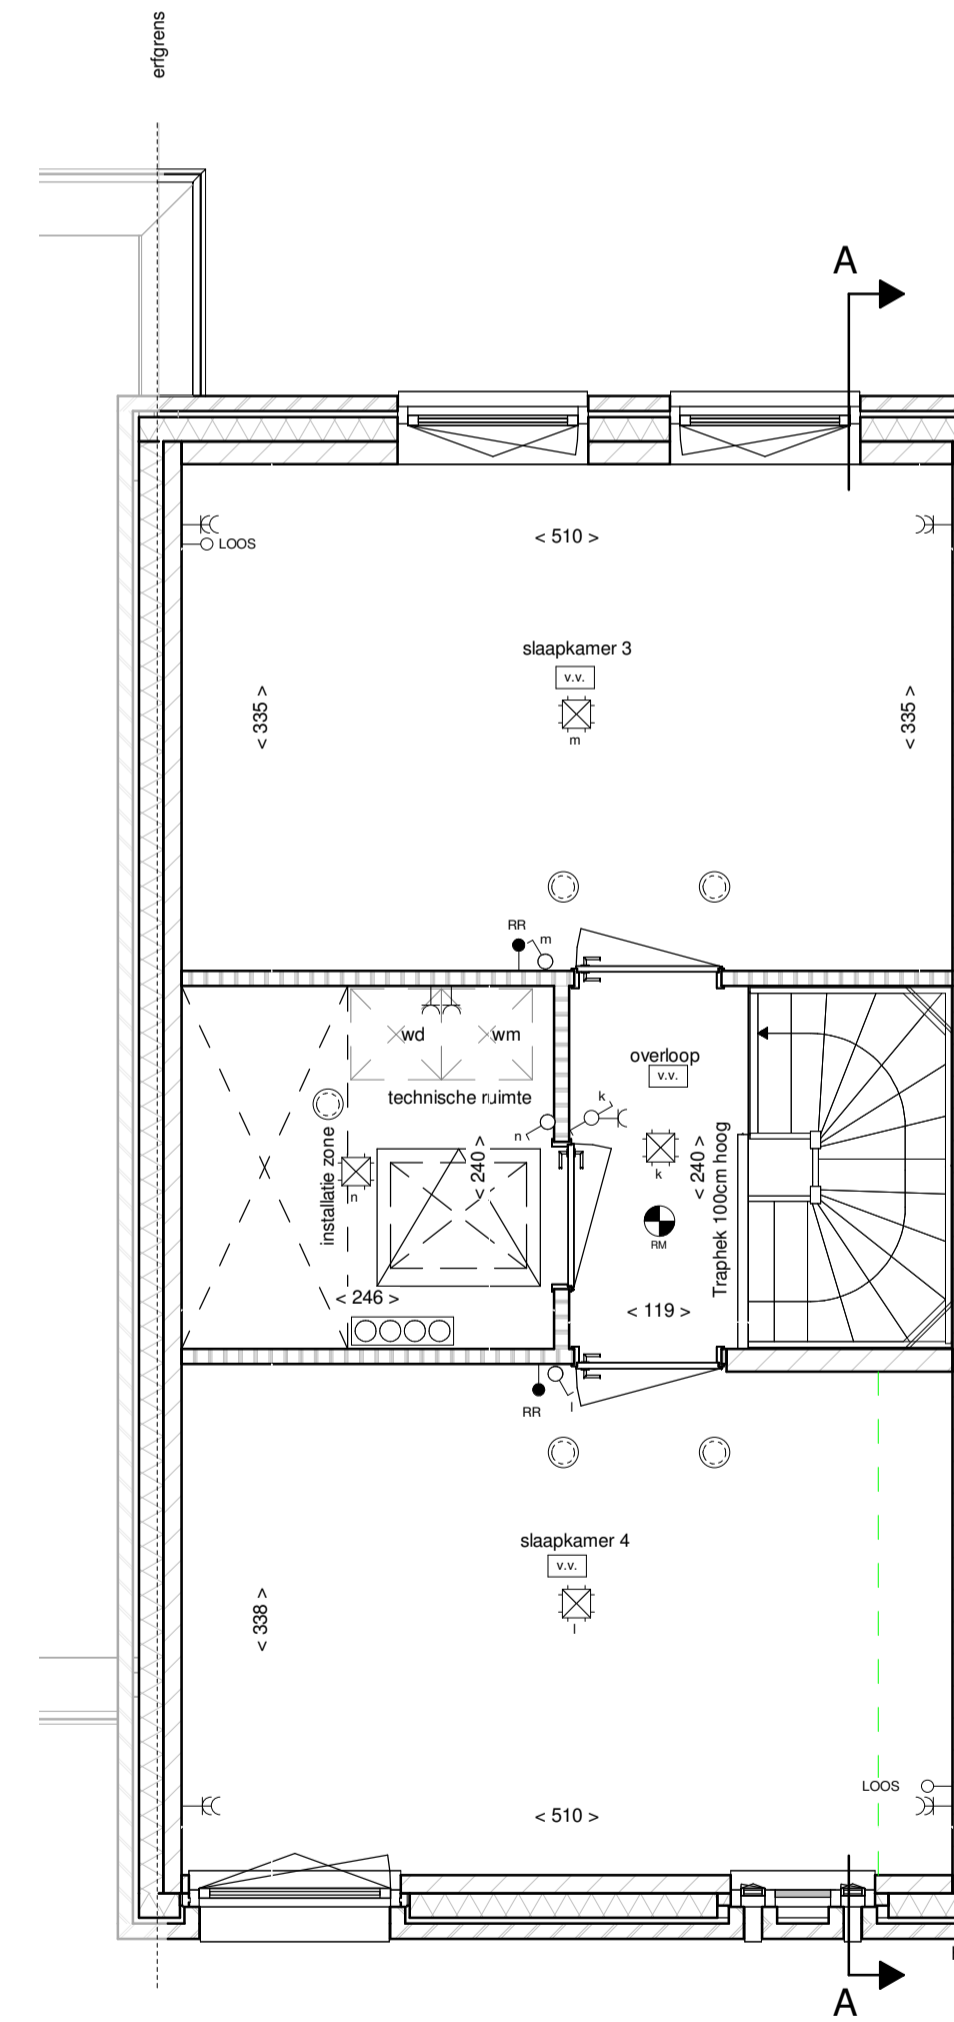 erfgrens
A
< 510 >
LOOS
slaapkamer 3
v.v.
m
< 335 >
< 335 >
RR
m
wd
wm
technische ruimte
overloop
v.v.
k
n
installatie zone
n
< 240 >
k
< 240 >
Traphek 100cm hoog
RM
< 246 >
< 119 >
RR
l
slaapkamer 4
v.v.
l
< 338 >
LOOS
< 510 >
A